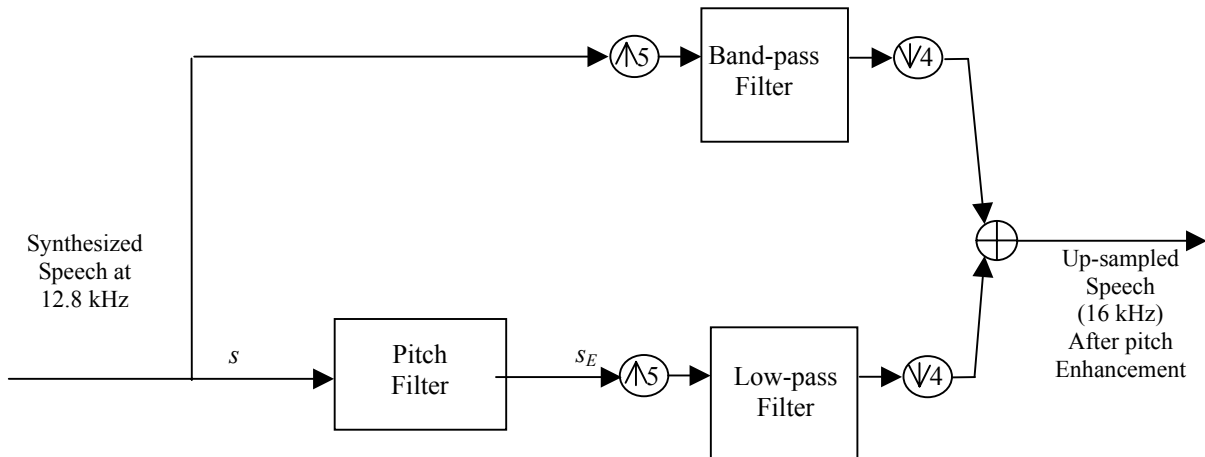 5
Band-pass
Filter
4
Synthesized
Speech at
12.8 kHz
s
Pitch
Filter
s_E
5
Low-pass
Filter
4
Up-sampled
Speech
(16 kHz)
After pitch
Enhancement